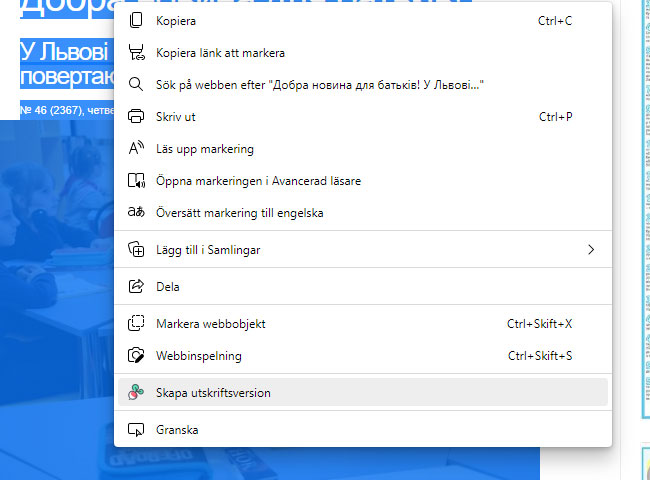 Добра
У Львові
повертаю
№ 46 (2367), четве
Kopiera Ctrl+C
Kopiera länk att markera
Sök på webben efter "Добра новина для батьків! У Львові..."
Skriv ut Ctrl+P
Läs upp markering
Öppna markeringen i Avancerad läsare
Översätt markering till engelska
Lägg till i Samlingar
Dela
Markera webbobjekt Ctrl+Skift+X
Webbinspelning Ctrl+Skift+S
Skapa utskriftsversion
Granska
OFFROAD